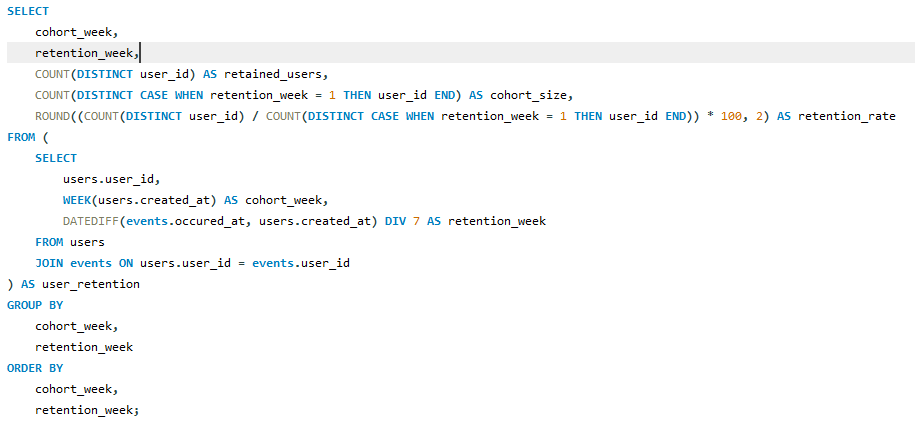 SELECT
    cohort_week,
    retention_week,
    COUNT(DISTINCT user_id) AS retained_users,
    COUNT(DISTINCT CASE WHEN retention_week = 1 THEN user_id END) AS cohort_size,
    ROUND((COUNT(DISTINCT user_id) / COUNT(DISTINCT CASE WHEN retention_week = 1 THEN user_id END)) * 100, 2) AS retention_rate
FROM (
    SELECT
        users.user_id,
        WEEK(users.created_at) AS cohort_week,
        DATEDIFF(events.occured_at, users.created_at) DIV 7 AS retention_week
    FROM users
    JOIN events ON users.user_id = events.user_id
) AS user_retention
GROUP BY
    cohort_week,
    retention_week
ORDER BY
    cohort_week,
    retention_week;